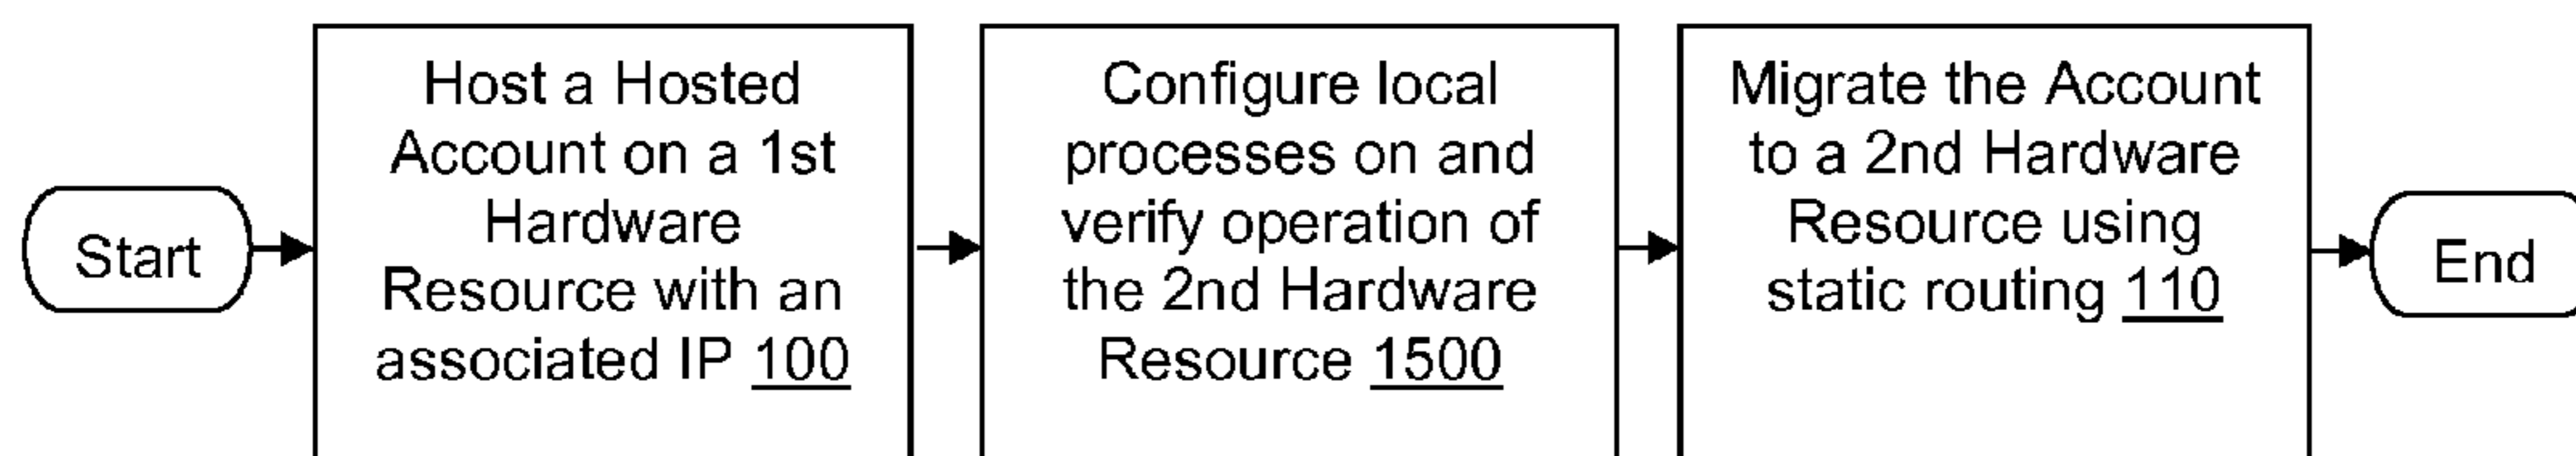 Start
Host a Hosted
Account on a 1st
Hardware
Resource with an
associated IP 100
Configure local
processes on and
verify operation of
the 2nd Hardware
Resource 1500
Migrate the Account
to a 2nd Hardware
Resource using
static routing 110
End